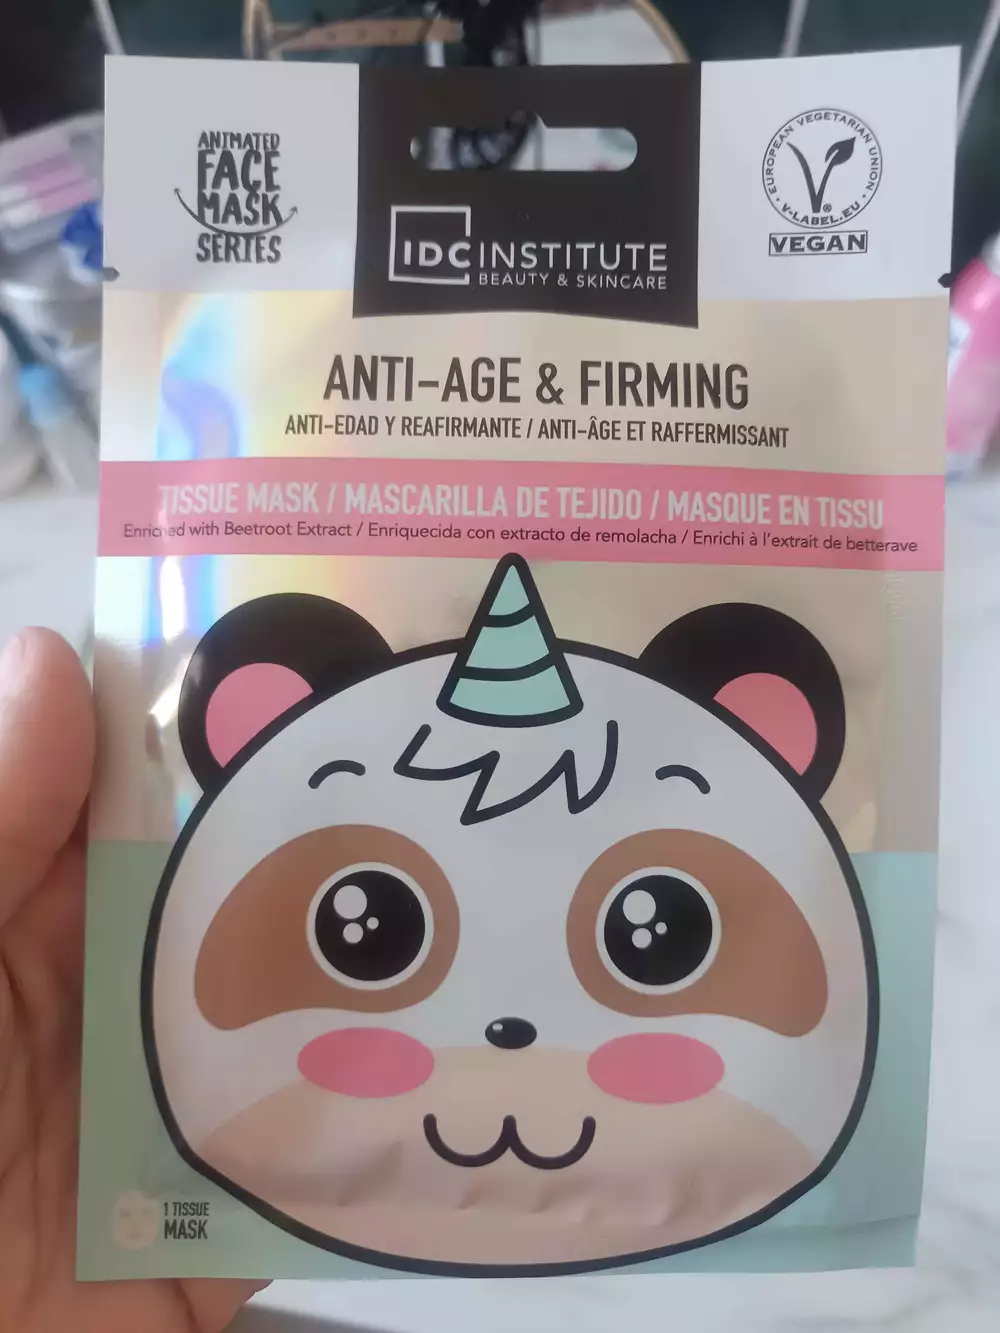 ANIMATED
FACE
MASK
SERIES
IDC INSTITUTE
BEAUTY & SKINCARE
· EUROPEAN VEGETARIAN UNION ·
V-LABEL.EU
®
VEGAN
ANTI-AGE & FIRMING
ANTI-EDAD Y REAFIRMANTE / ANTI-ÂGE ET RAFFERMISSANT
TISSUE MASK / MASCARILLA DE TEJIDO / MASQUE EN TISSU
Enriched with Beetroot Extract / Enriquecida con extracto de remolacha / Enrichi à l'extrait de betterave
1 TISSUE
MASK